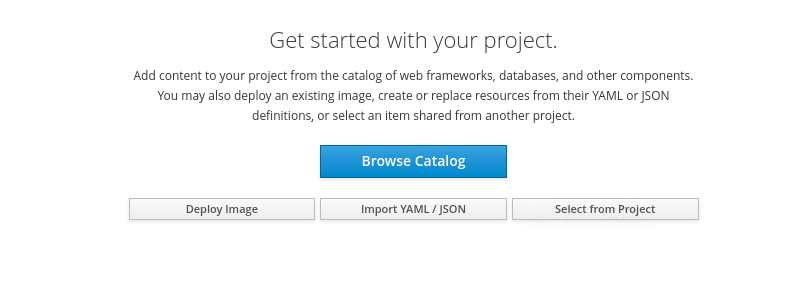 Get started with your project.
Add content to your project from the catalog of web frameworks, databases, and other components.
You may also deploy an existing image, create or replace resources from their YAML or JSON
definitions, or select an item shared from another project.
Browse Catalog
Deploy Image
Import YAML / JSON
Select from Project